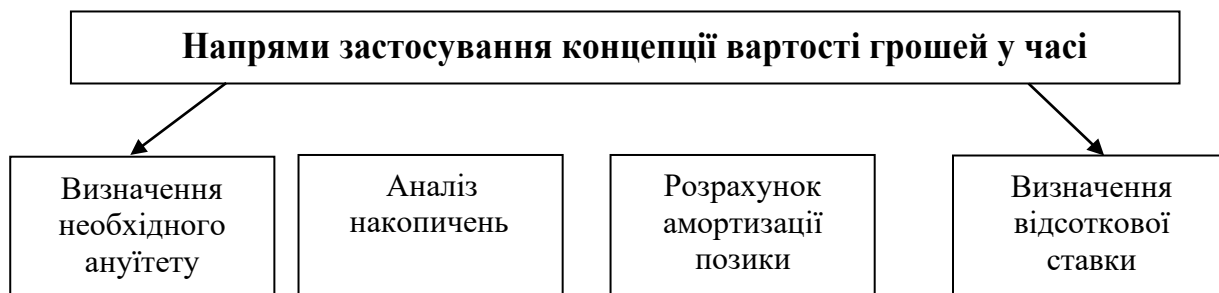 Напрями застосування концепції вартості грошей у часі
Визначення
необхідного
ануїтету
Аналіз
накопичень
Розрахунок
амортизації
позики
Визначення
відсоткової
ставки